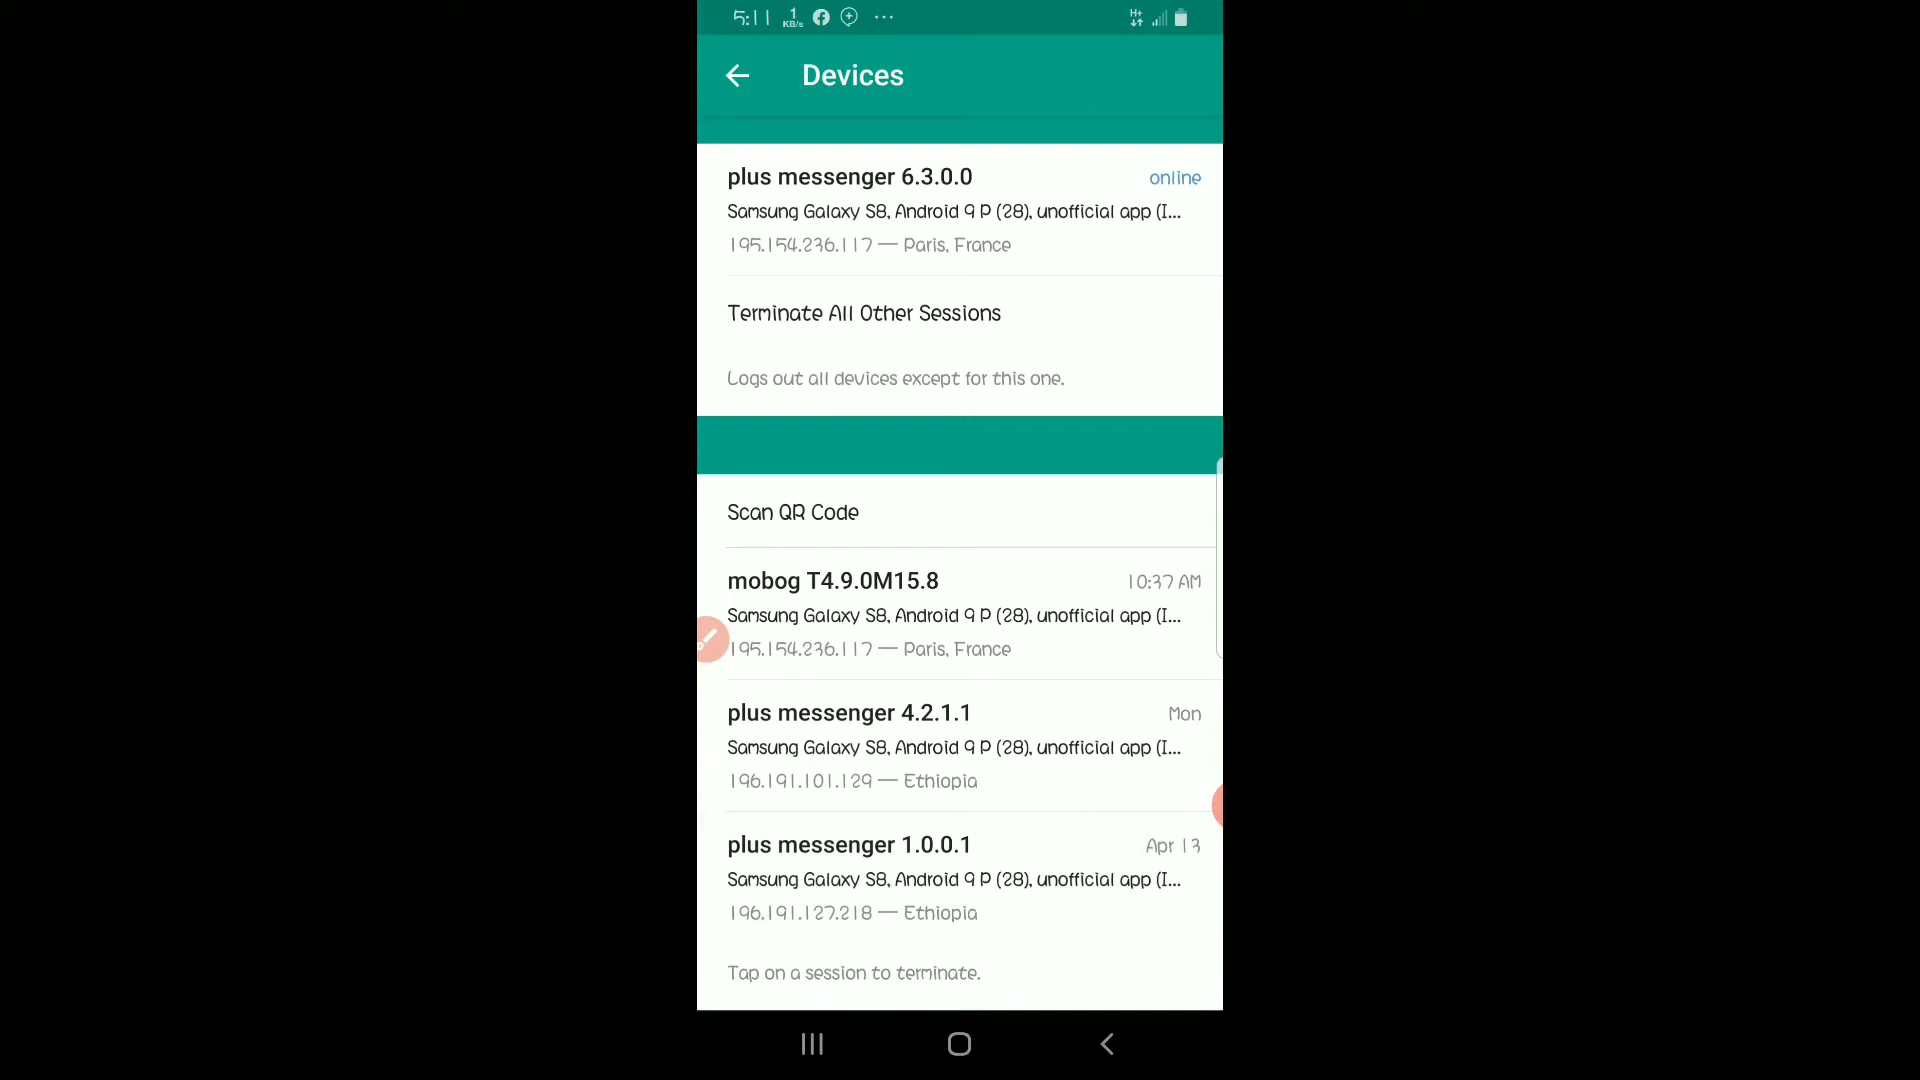 5:11 1 KB/s H+
Devices
plus messenger 6.3.0.0 online
Samsung Galaxy S8, Android 9 P (28), unofficial app (I...
195.154.236.117 — Paris, France
Terminate All Other Sessions
Logs out all devices except for this one.
Scan QR Code
mobog T4.9.0M15.8 10:37 AM
Samsung Galaxy S8, Android 9 P (28), unofficial app (I...
195.154.236.117 — Paris, France
plus messenger 4.2.1.1 Mon
Samsung Galaxy S8, Android 9 P (28), unofficial app (I...
196.191.101.129 — Ethiopia
plus messenger 1.0.0.1 Apr 13
Samsung Galaxy S8, Android 9 P (28), unofficial app (I...
196.191.127.218 — Ethiopia
Tap on a session to terminate.